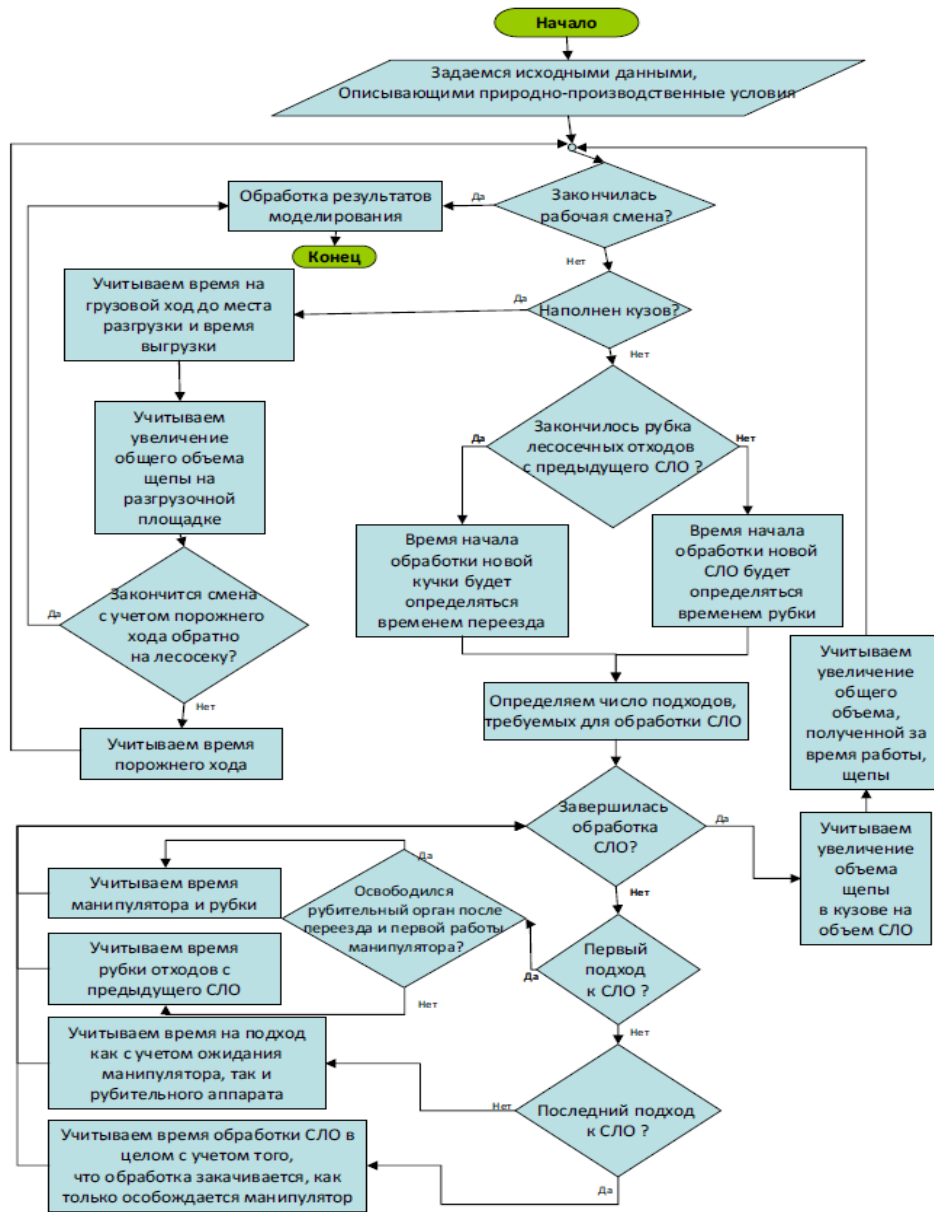 Начало
Задаемся исходными данными,
Описывающими природно-производственные условия
Закончилась
рабочая смена?
Да
Обработка результатов
моделирования
Конец
Нет
Наполнен кузов?
Да
Учитываем время на
грузовой ход до места
разгрузки и время
выгрузки
Нет
Учитываем
увеличение
общего объема
щепы на
разгрузочной
площадке
Закончилось рубка
лесосечных отходов
с предыдущего СЛО ?
Да
Нет
Время начала
обработки новой
кучки будет
определяться
временем переезда
Время начала
обработки новой
СЛО будет
определяться
временем рубки
Закончится смена
с учетом порожнего
хода обратно
на лесосеку?
Да
Нет
Учитываем время
порожнего хода
Определяем число подходов,
требуемых для обработки СЛО
Учитываем
увеличение
общего
объема,
полученной за
время работы,
щепы
Завершилась
обработка
СЛО?
Да
Учитываем
увеличение
объема
щепы
в кузове на
объем СЛО
Нет
Первый
подход
к СЛО ?
Да
Освободился
рубительный орган после
переезда и первой работы
манипулятора?
Да
Учитываем время
манипулятора и рубки
Нет
Учитываем время
рубки отходов с
предыдущего СЛО
Нет
Последний подход
к СЛО ?
Нет
Учитываем время на подход
как с учетом ожидания
манипулятора, так и
рубительного аппарата
Да
Учитываем время обработки СЛО в
целом с учетом того,
что обработка закачивается, как
только особождается манипулятор